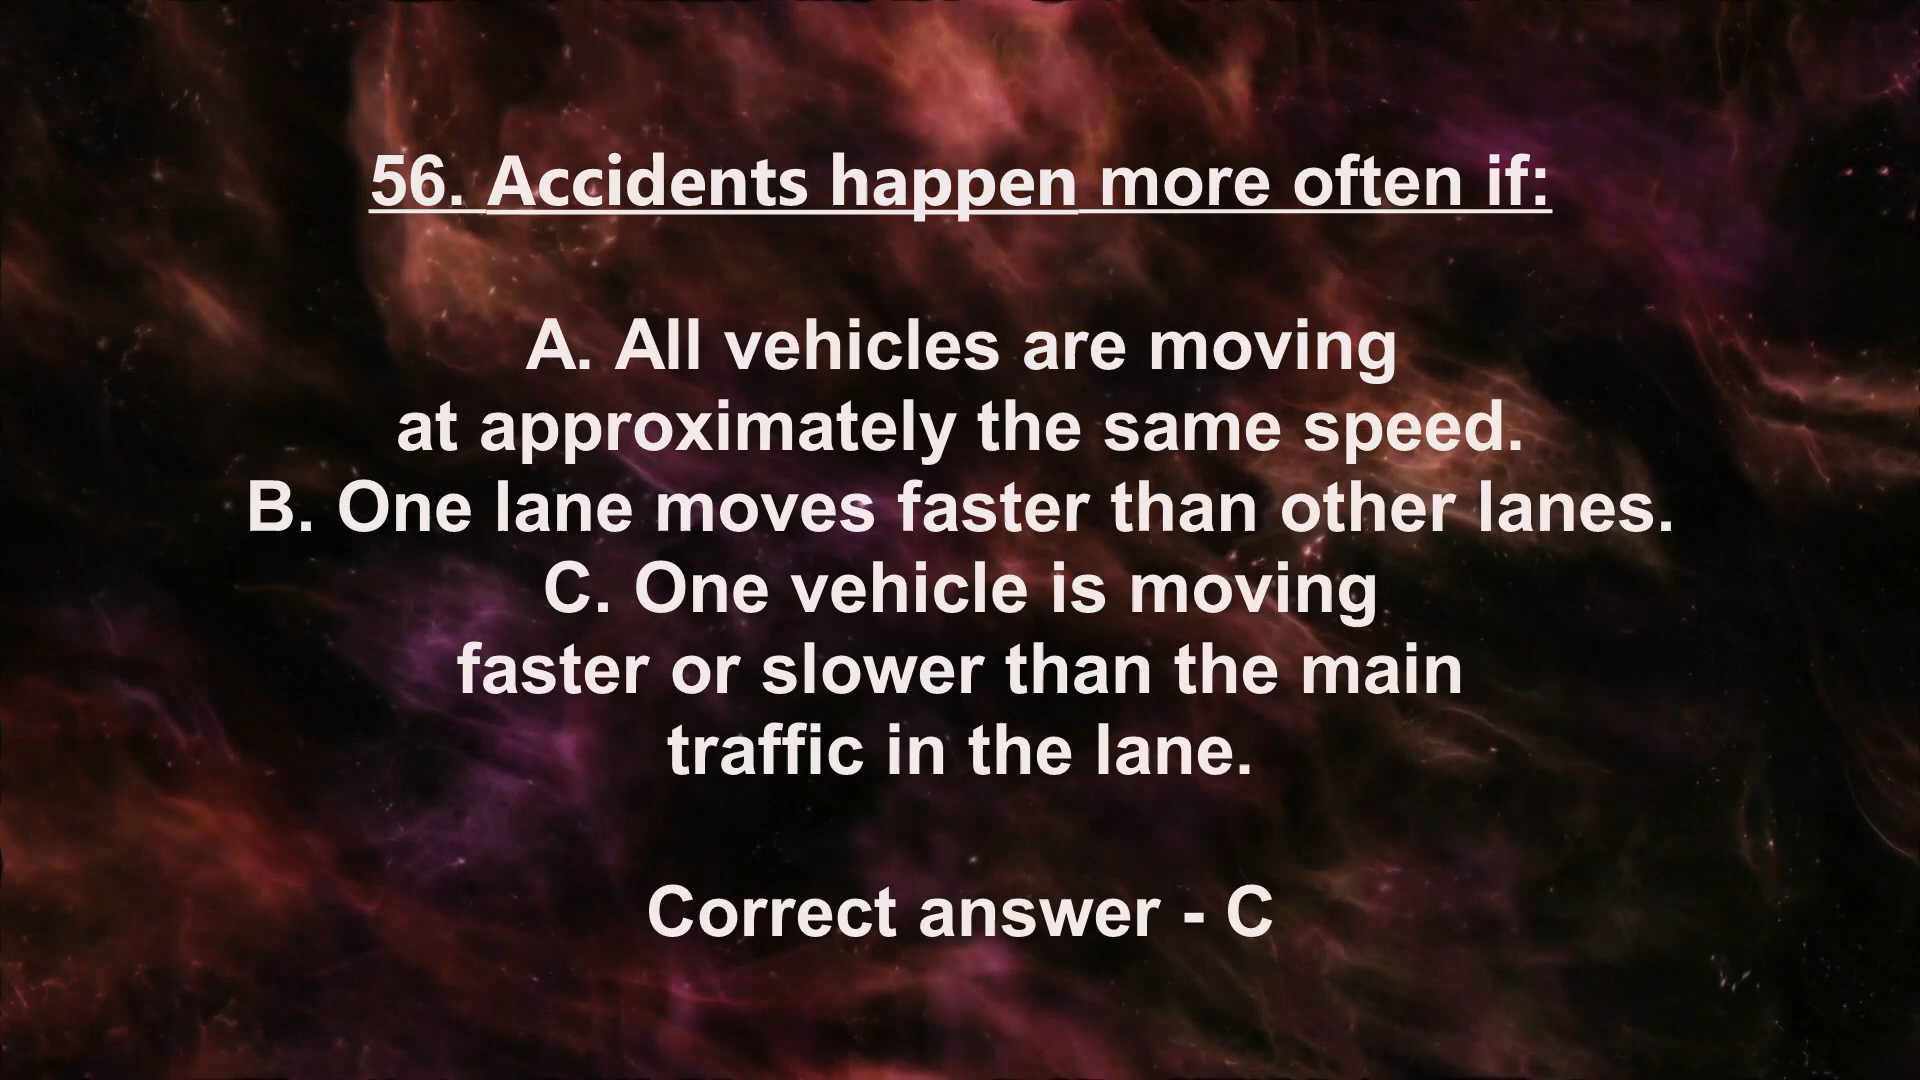 56. Accidents happen more often if:
A. All vehicles are moving
at approximately the same speed.
B. One lane moves faster than other lanes.
C. One vehicle is moving
faster or slower than the main
traffic in the lane.
Correct answer - C